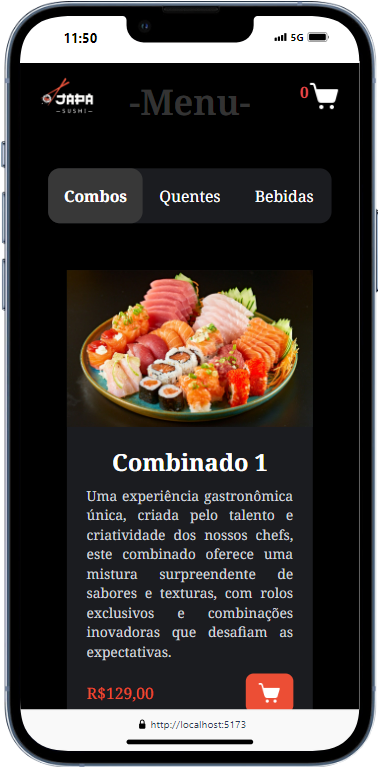 11:50
5G
JAPA
—SUSHI—
-Menu-
0
Combos Quentes Bebidas
Combinado 1
Uma experiência gastronômica
única, criada pelo talento e
criatividade dos nossos chefs,
este combinado oferece uma
mistura surpreendente de
sabores e texturas, com rolos
exclusivos e combinações
inovadoras que desafiam as
expectativas.
R$129,00
http://localhost:5173